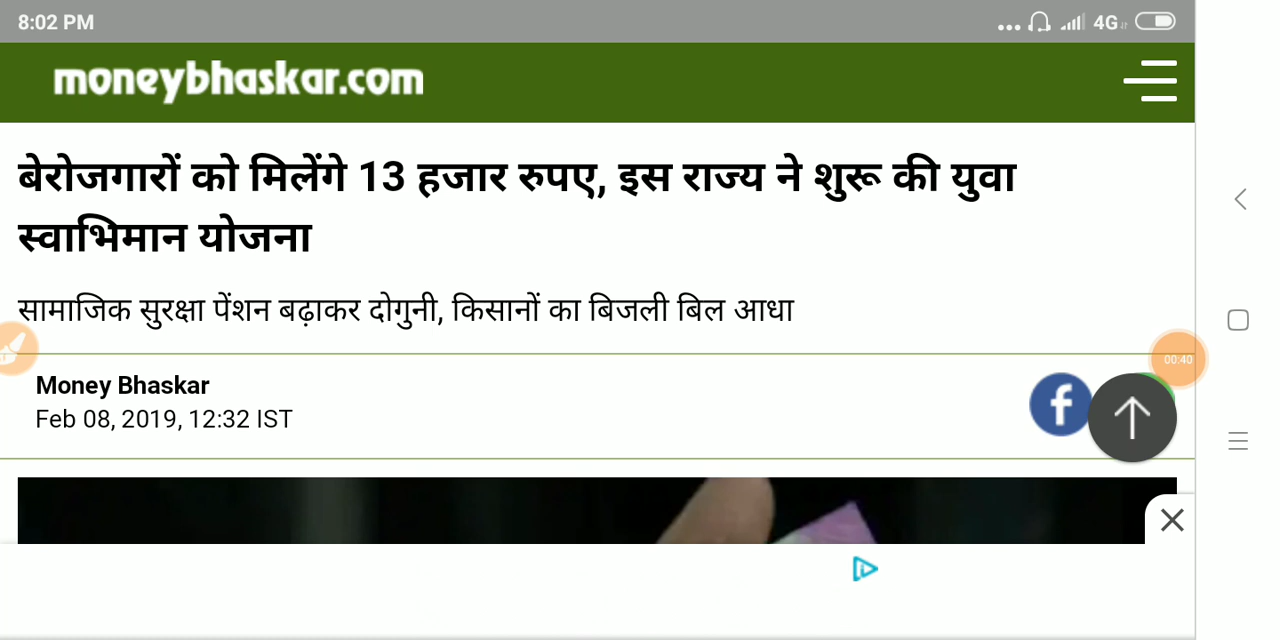 8:02 PM
4G
moneybhaskar.com
बेरोजगारों को मिलेंगे 13 हजार रुपए, इस राज्य ने शुरू की युवा
स्वाभिमान योजना
सामाजिक सुरक्षा पेंशन बढ़ाकर दोगुनी, किसानों का बिजली बिल आधा
00:40
Money Bhaskar
Feb 08, 2019, 12:32 IST